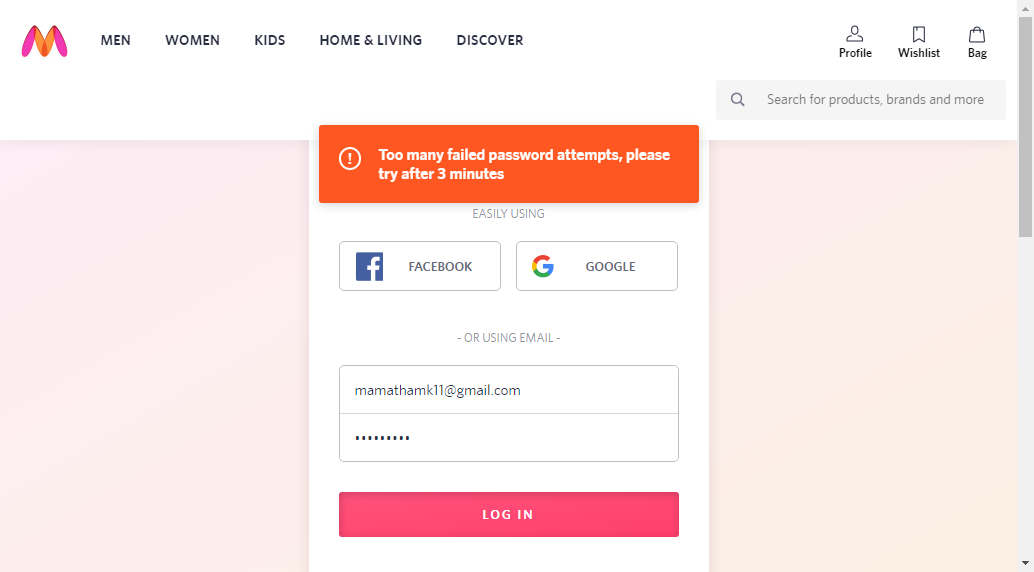 MEN WOMEN KIDS HOME & LIVING DISCOVER
Profile Wishlist Bag
Search for products, brands and more
Too many failed password attempts, please
try after 3 minutes
EASILY USING
FACEBOOK GOOGLE
- OR USING EMAIL -
mamathamk11@gmail.com
•••••••••
LOG IN